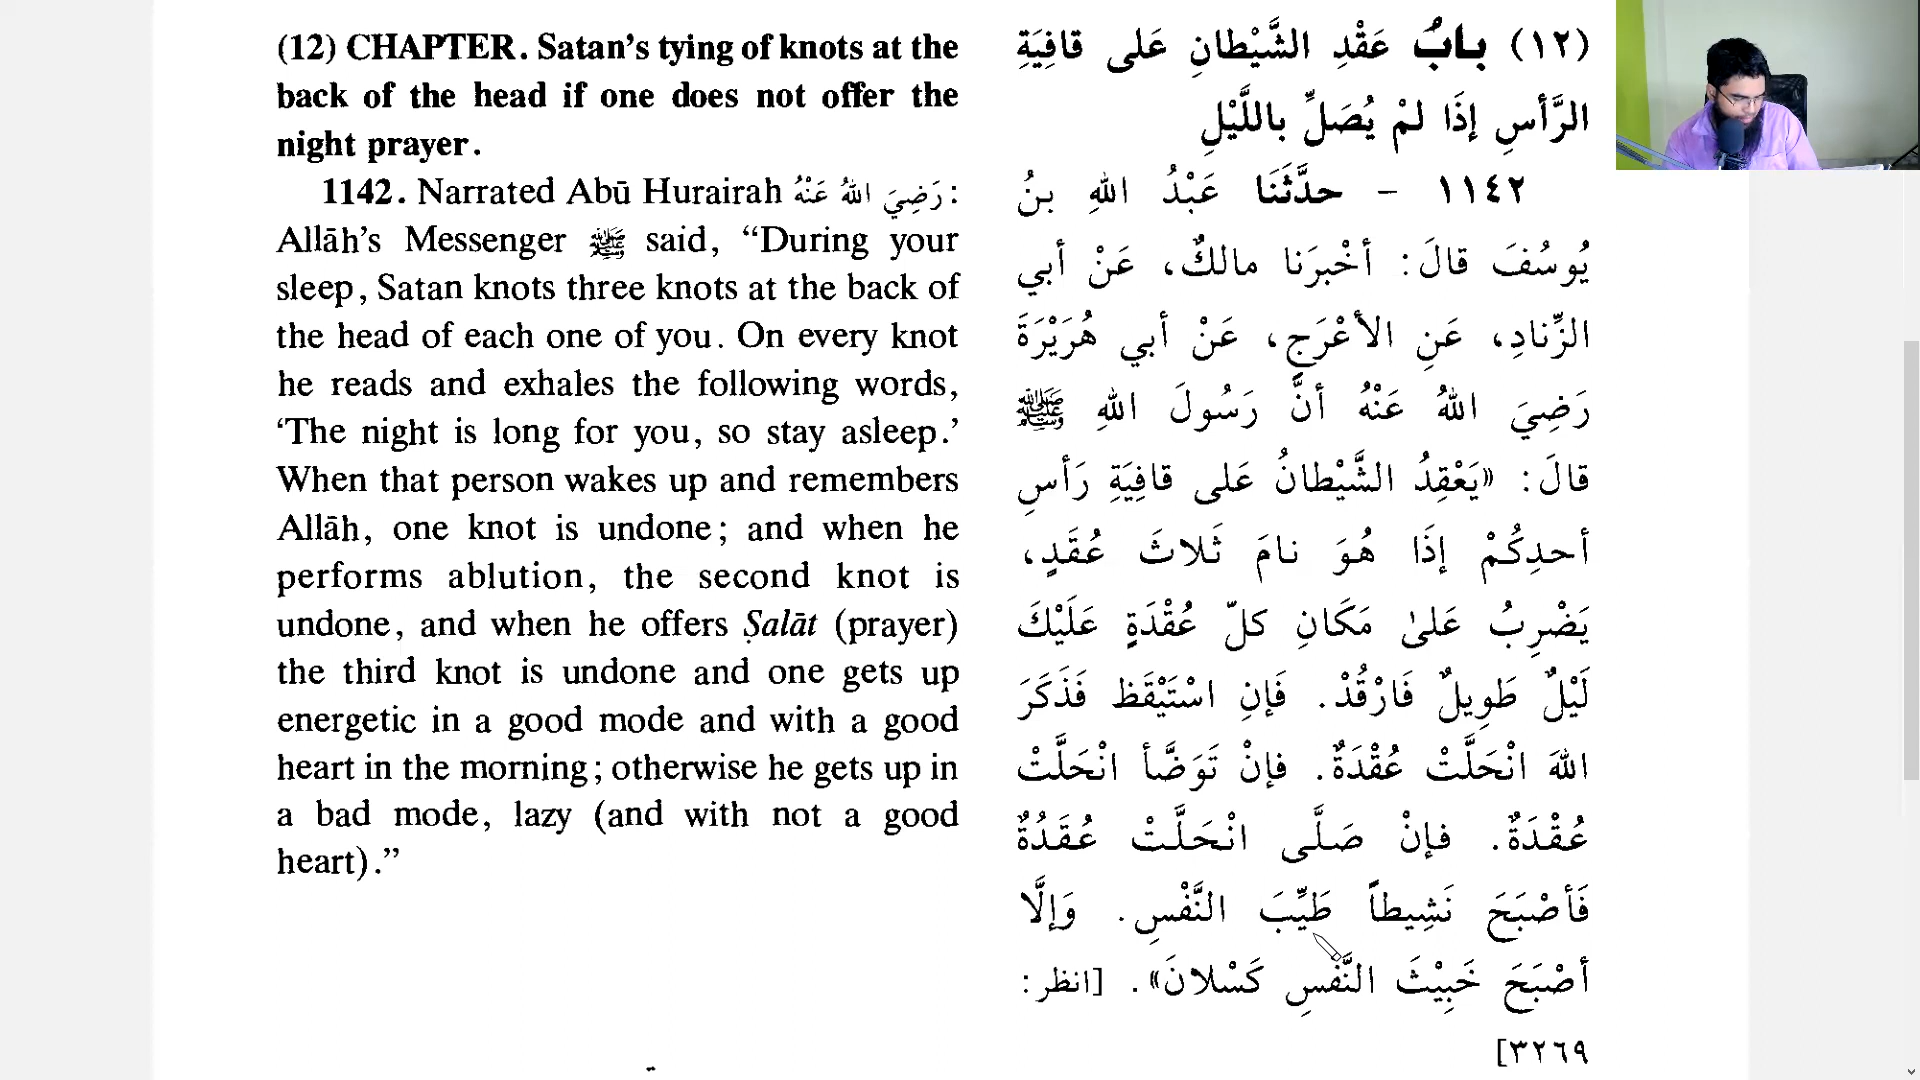 (12) CHAPTER. Satan’s tying of knots at the
back of the head if one does not offer the
night prayer.
1142. Narrated Abū Hurairah رَضِيَ اللهُ عَنْهُ:
Allāh’s Messenger ﷺ said, “During your
sleep, Satan knots three knots at the back of
the head of each one of you. On every knot
he reads and exhales the following words,
‘The night is long for you, so stay asleep.’
When that person wakes up and remembers
Allāh, one knot is undone; and when he
performs ablution, the second knot is
undone, and when he offers Ṣalāt (prayer)
the third knot is undone and one gets up
energetic in a good mode and with a good
heart in the morning; otherwise he gets up in
a bad mode, lazy (and with not a good
heart).”
(١٢) بابُ عَقْدِ الشَّيْطانِ عَلى قافِيَةِ
الرَّأسِ إذَا لمْ يُصَلِّ باللَّيْلِ
١١٤٢ - حدَّثَنَا عَبْدُ اللهِ بنُ
يُوسُفَ قالَ: أخْبرَنا مالكٌ، عَنْ أبي
الزِّنادِ، عَنِ الأعْرَجِ، عَنْ أبي هُرَيْرَةَ
رَضِيَ اللهُ عَنْهُ أنَّ رَسُولَ اللهِ ﷺ
قالَ: «يَعْقِدُ الشَّيْطانُ عَلى قافِيَةِ رَأسِ
أحدِكُمْ إذَا هُوَ نامَ ثَلاثَ عُقَدٍ،
يَضْرِبُ عَلىٰ مَكَانِ كلّ عُقْدَةٍ عَلَيْكَ
لَيْلٌ طَوِيلٌ فَارْقُدْ. فَإنِ اسْتَيْقَظ فَذَكَرَ
اللهَ انْحَلَّتْ عُقْدَةٌ. فإنْ تَوَضَّأ انْحَلَّتْ
عُقْدَةٌ. فإنْ صَلَّى انْحَلَّتْ عُقَدُهٌ
فَأصْبَحَ نَشِيطاً طَيِّبَ النَّفْسِ. وَإلَّا
أصْبَحَ خَبِيْثَ النَّفْسِ كَسْلانَ». [انظر:
٣٢٦٩]